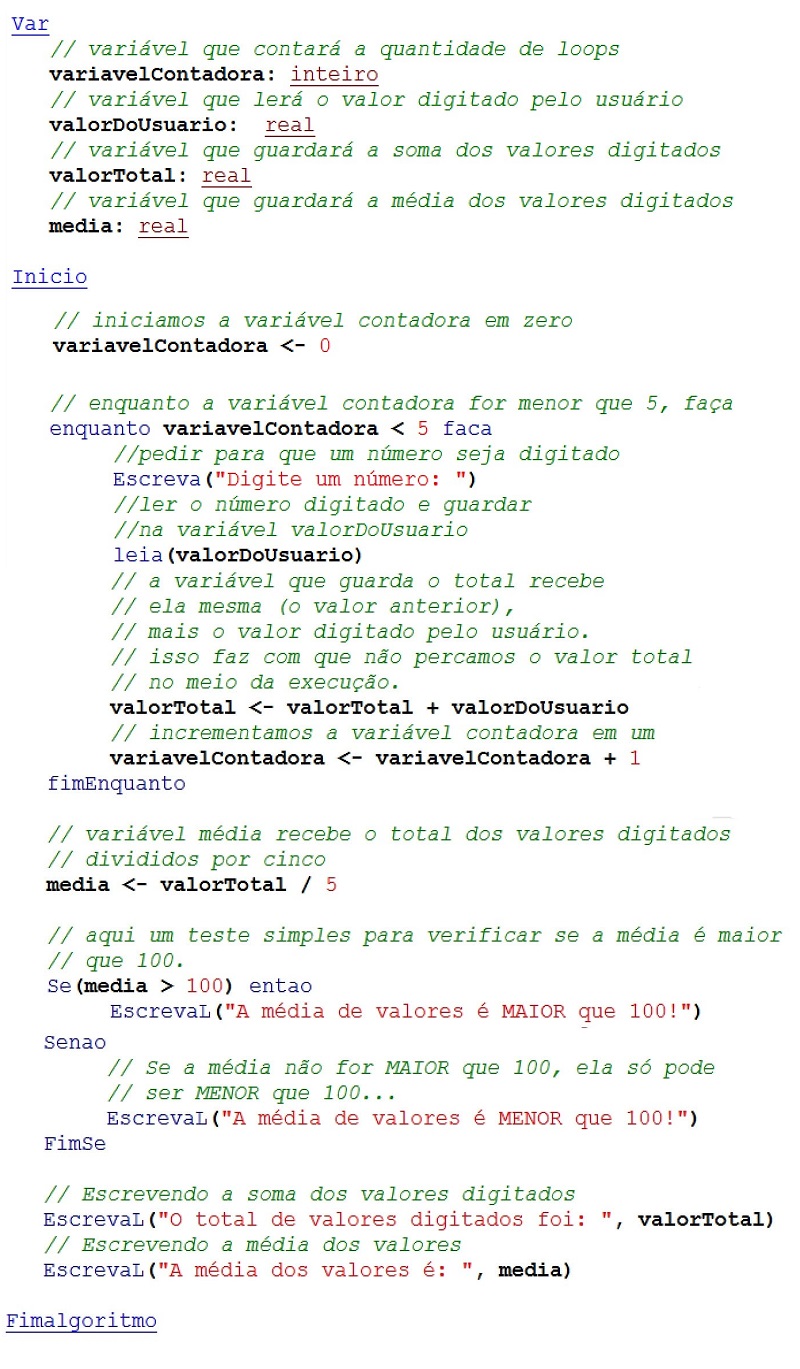 Var
// variável que contará a quantidade de loops
variavelContadora: inteiro
// variável que lerá o valor digitado pelo usuário
valorDoUsuario:  real
// variável que guardará a soma dos valores digitados
valorTotal: real
// variável que guardará a média dos valores digitados
media: real
Inicio
// iniciamos a variável contadora em zero
variavelContadora <- 0
// enquanto a variável contadora for menor que 5, faça
enquanto variavelContadora < 5 faca
//pedir para que um número seja digitado
Escreva("Digite um número: ")
//ler o número digitado e guardar
//na variável valorDoUsuario
leia(valorDoUsuario)
// a variável que guarda o total recebe
// ela mesma (o valor anterior),
// mais o valor digitado pelo usuário.
// isso faz com que não percamos o valor total
// no meio da execução.
valorTotal <- valorTotal + valorDoUsuario
// incrementamos a variável contadora em um
variavelContadora <- variavelContadora + 1
fimEnquanto
// variável média recebe o total dos valores digitados
// divididos por cinco
media <- valorTotal / 5
// aqui um teste simples para verificar se a média é maior
// que 100.
Se(media > 100) entao
EscrevaL("A média de valores é MAIOR que 100!")
Senao
// Se a média não for MAIOR que 100, ela só pode
// ser MENOR que 100...
EscrevaL("A média de valores é MENOR que 100!")
FimSe
// Escrevendo a soma dos valores digitados
EscrevaL("O total de valores digitados foi: ", valorTotal)
// Escrevendo a média dos valores
EscrevaL("A média dos valores é: ", media)
Fimalgoritmo